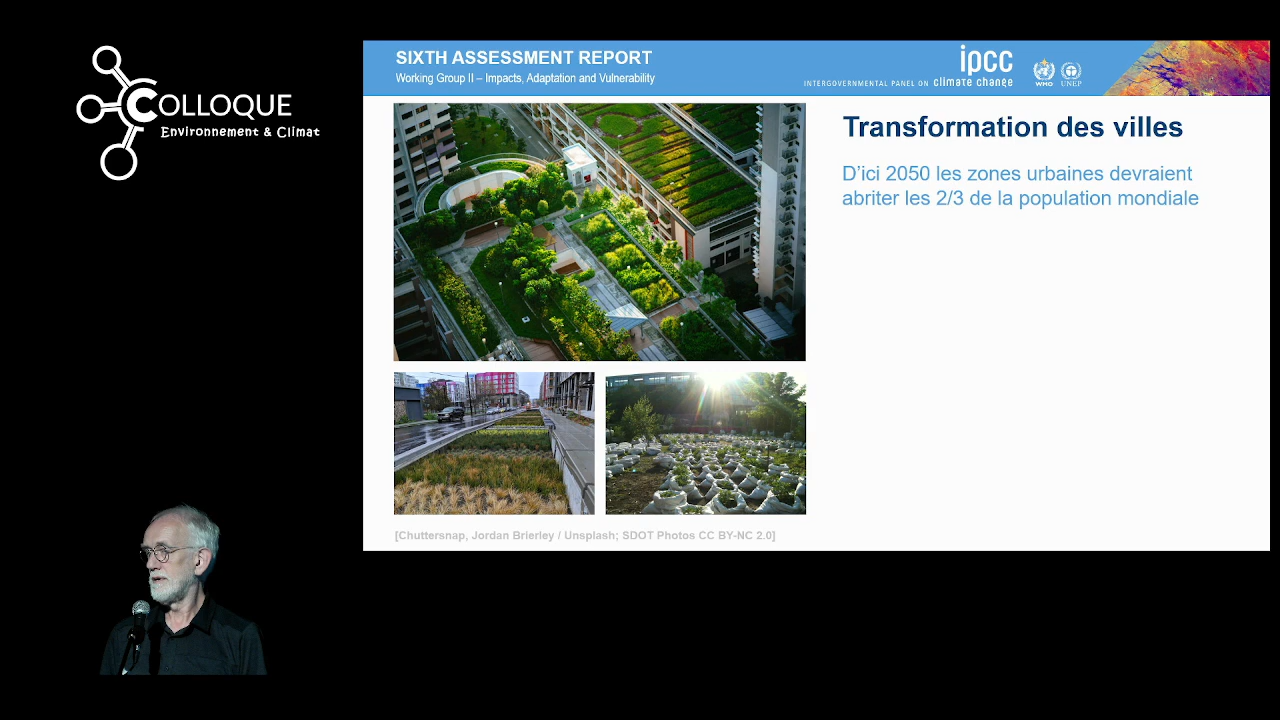 COLLOQUE
Environnement & Climat
SIXTH ASSESSMENT REPORT
Working Group II – Impacts, Adaptation and Vulnerability
ipcc
INTERGOVERNMENTAL PANEL ON climate change
WMO
UNEP
Transformation des villes
D'ici 2050 les zones urbaines devraient
abriter les 2/3 de la population mondiale
[Chuttersnap, Jordan Brierley / Unsplash; SDOT Photos CC BY-NC 2.0]